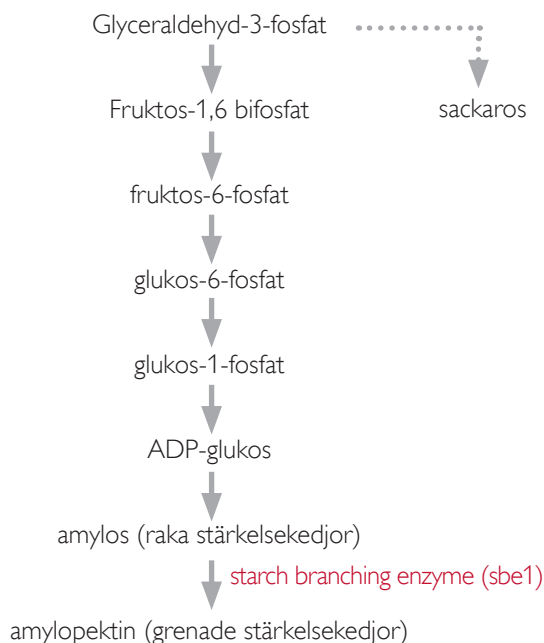 Glyceraldehyd-3-fosfat
Fruktos-1,6 bifosfat
sackaros
fruktos-6-fosfat
glukos-6-fosfat
glukos-1-fosfat
ADP-glukos
amylos (raka stärkelsekedjor)
starch branching enzyme (sbe1)
amylopektin (grenade stärkelsekedjor)